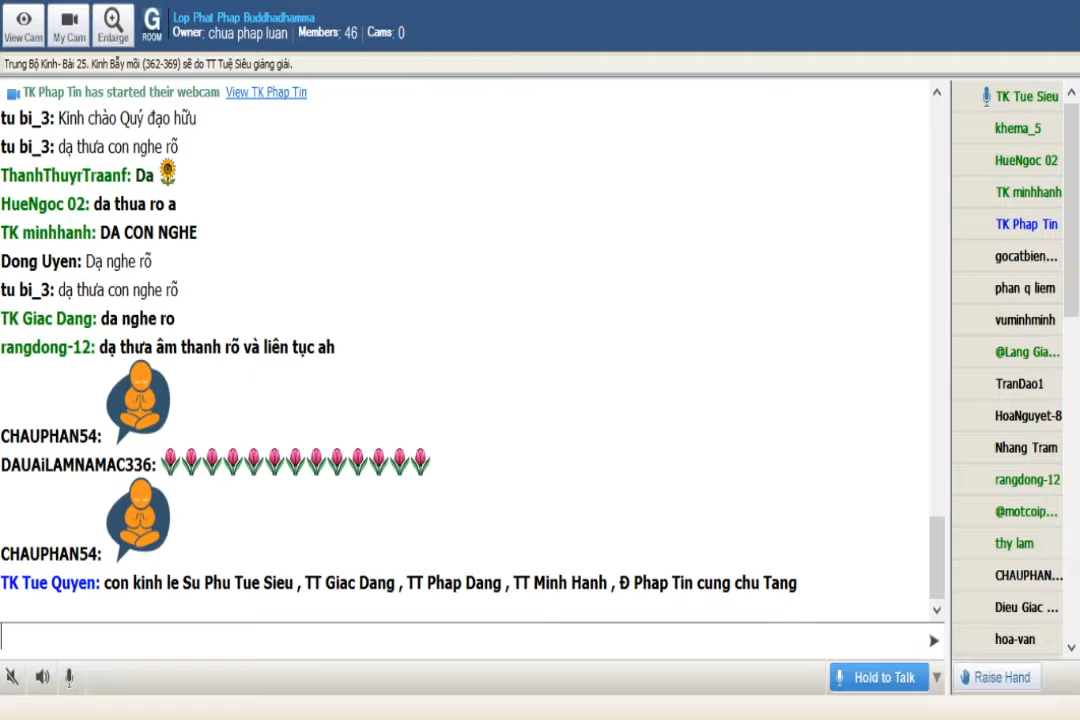 View Cam
My Cam
Enlarge
G
ROOM
Lop Phat Phap Buddhadhamma
Owner: chua phap luan | Members: 46 | Cams: 0
Trung Bộ Kinh- Bài 25. Kinh Bẫy mồi (362-369) sẽ do TT Tuệ Siêu giảng giải.
TK Phap Tin has started their webcam View TK Phap Tin
tu bi_3: Kinh chào Quý đạo hữu
tu bi_3: dạ thưa con nghe rõ
ThanhThuyrTraanf: Da
HueNgoc 02: da thua ro a
TK minhhanh: DA CON NGHE
Dong Uyen: Dạ nghe rõ
tu bi_3: dạ thưa con nghe rõ
TK Giac Dang: da nghe ro
rangdong-12: dạ thưa âm thanh rõ và liên tục ah
CHAUPHAN54:
DAUAiLAMNAMAC336:
CHAUPHAN54:
TK Tue Quyen: con kinh le Su Phu Tue Sieu , TT Giac Dang , TT Phap Dang , TT Minh Hanh , Đ Phap Tin cung chu Tang
TK Tue Sieu
khema_5
HueNgoc 02
TK minhhanh
TK Phap Tin
gocatbien...
phan q liem
vuminhminh
@Lang Gia...
TranDao1
HoaNguyet-8
Nhang Tram
rangdong-12
@motcoip...
thy lam
CHAUPHAN...
Dieu Giac ...
hoa-van
Hold to Talk
Raise Hand